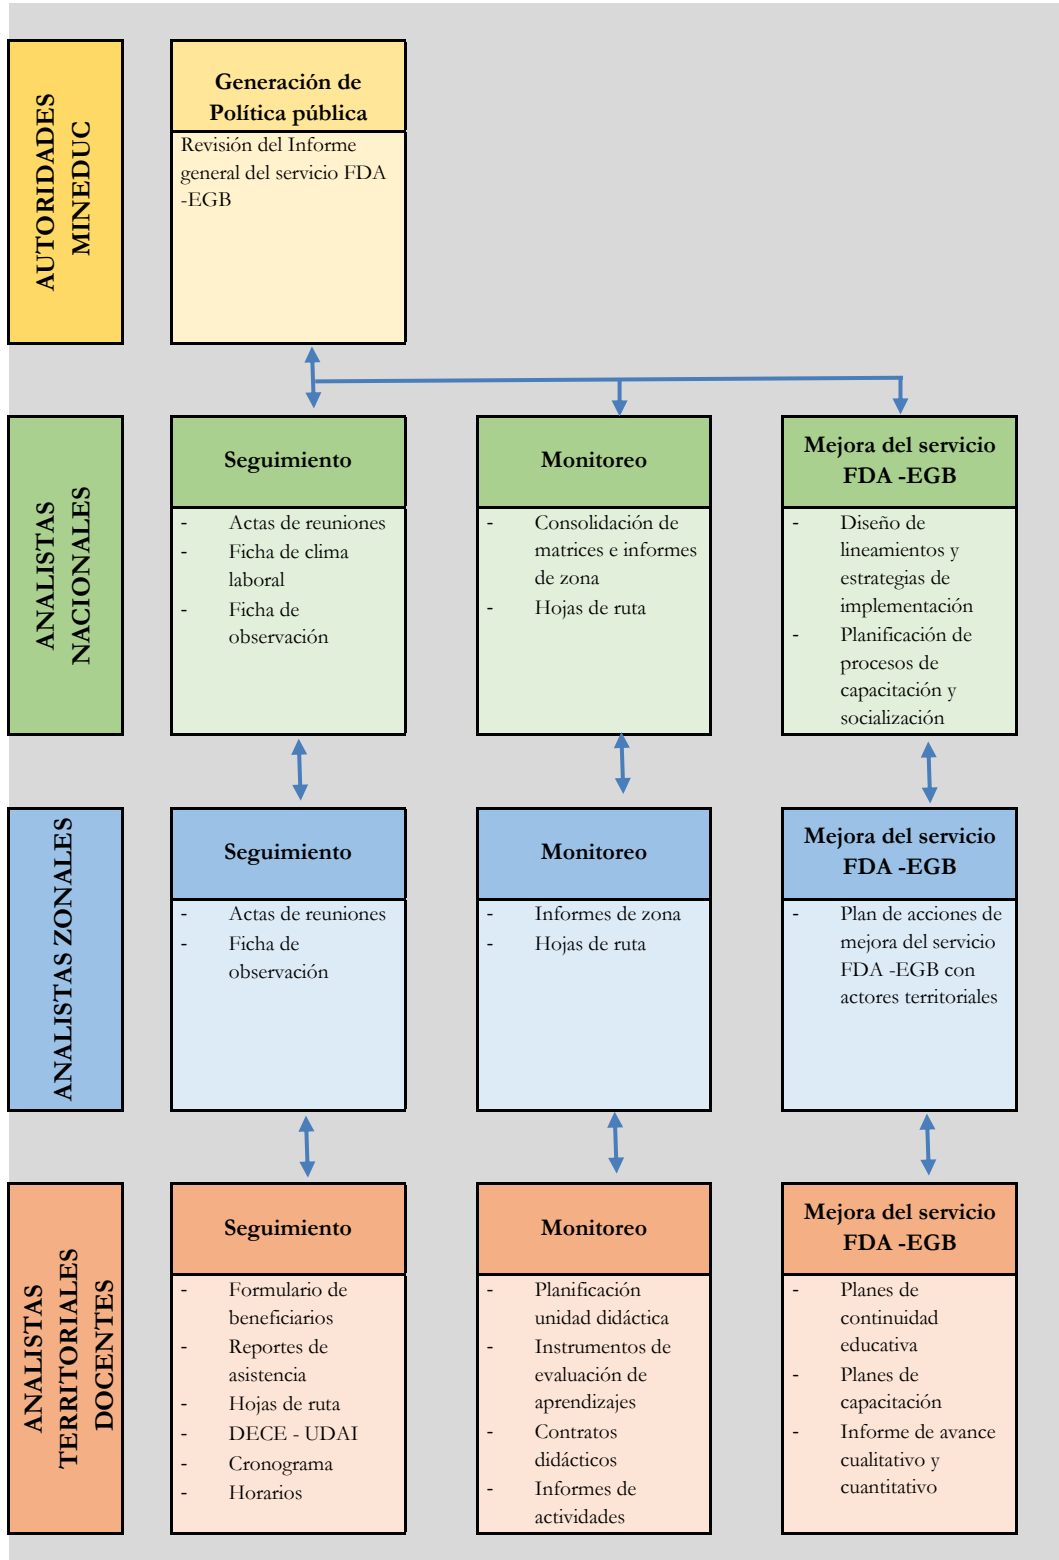 AUTORIDADES
MINEDUC
Generación de
Política pública
Revisión del Informe
general del servicio FDA
-EGB
ANALISTAS
NACIONALES
Seguimiento
- Actas de reuniones
- Ficha de clima
laboral
- Ficha de
observación
Monitoreo
- Consolidación de
matrices e informes
de zona
- Hojas de ruta
Mejora del servicio
FDA -EGB
- Diseño de
lineamientos y
estrategias de
implementación
- Planificación de
procesos de
capacitación y
socialización
ANALISTAS ZONALES
Seguimiento
- Actas de reuniones
- Ficha de
observación
Monitoreo
- Informes de zona
- Hojas de ruta
Mejora del servicio
FDA -EGB
- Plan de acciones de
mejora del servicio
FDA -EGB con
actores territoriales
ANALISTAS
TERRITORIALES
DOCENTES
Seguimiento
- Formulario de
beneficiarios
- Reportes de
asistencia
- Hojas de ruta
- DECE - UDAI
- Cronograma
- Horarios
Monitoreo
- Planificación
unidad didáctica
- Instrumentos de
evaluación de
aprendizajes
- Contratos
didácticos
- Informes de
actividades
Mejora del servicio
FDA -EGB
- Planes de
continuidad
educativa
- Planes de
capacitación
- Informe de avance
cualitativo y
cuantitativo